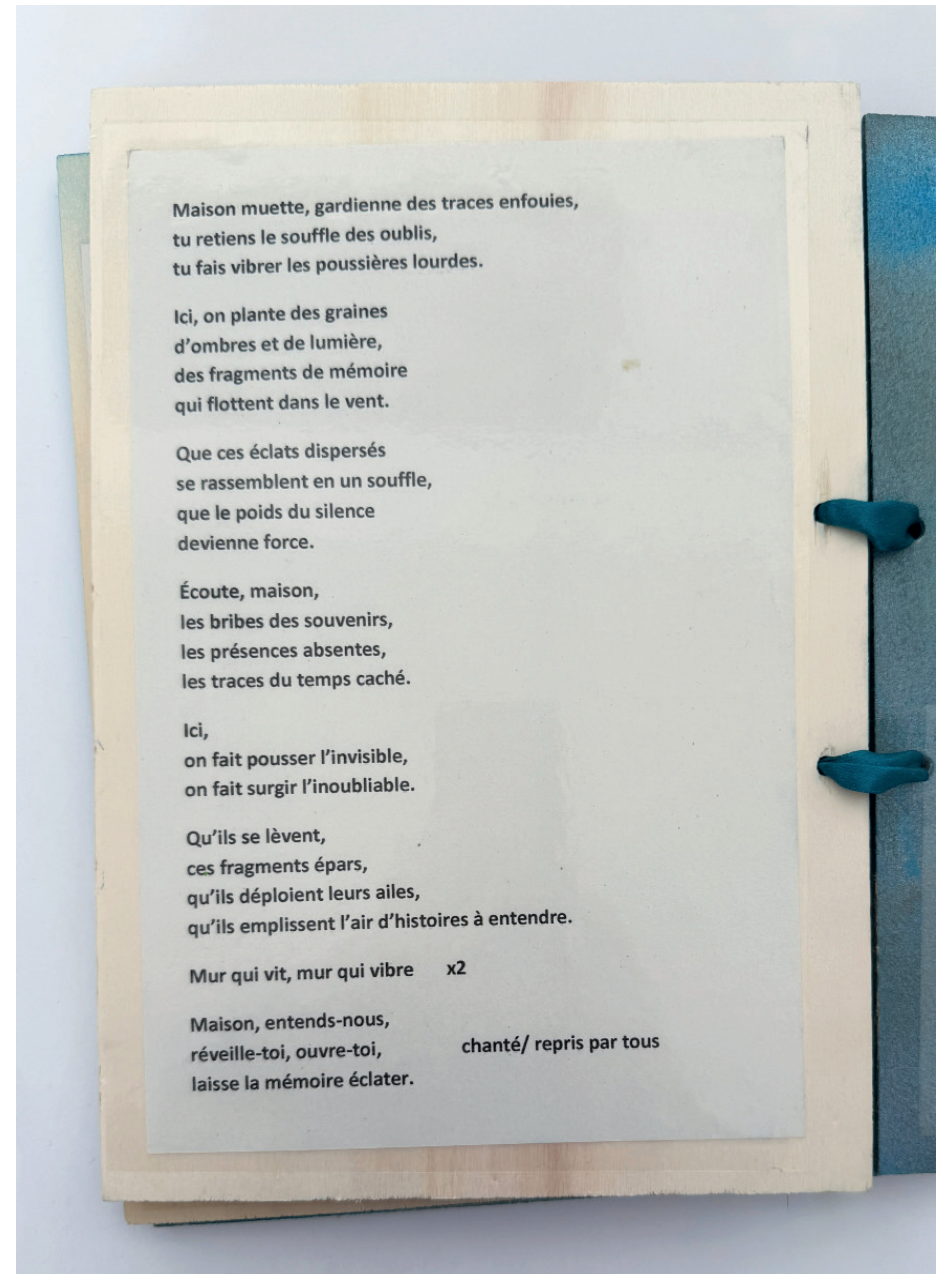 Maison muette, gardienne des traces enfouies,
tu retiens le souffle des oublis,
tu fais vibrer les poussières lourdes.
Ici, on plante des graines
d’ombres et de lumière,
des fragments de mémoire
qui flottent dans le vent.
Que ces éclats dispersés
se rassemblent en un souffle,
que le poids du silence
devienne force.
Écoute, maison,
les bribes des souvenirs,
les présences absentes,
les traces du temps caché.
Ici,
on fait pousser l’invisible,
on fait surgir l’inoubliable.
Qu’ils se lèvent,
ces fragments épars,
qu’ils déploient leurs ailes,
qu’ils emplissent l’air d’histoires à entendre.
Mur qui vit, mur qui vibre x2
Maison, entends-nous,
réveille-toi, ouvre-toi, chanté/ repris par tous
laisse la mémoire éclater.